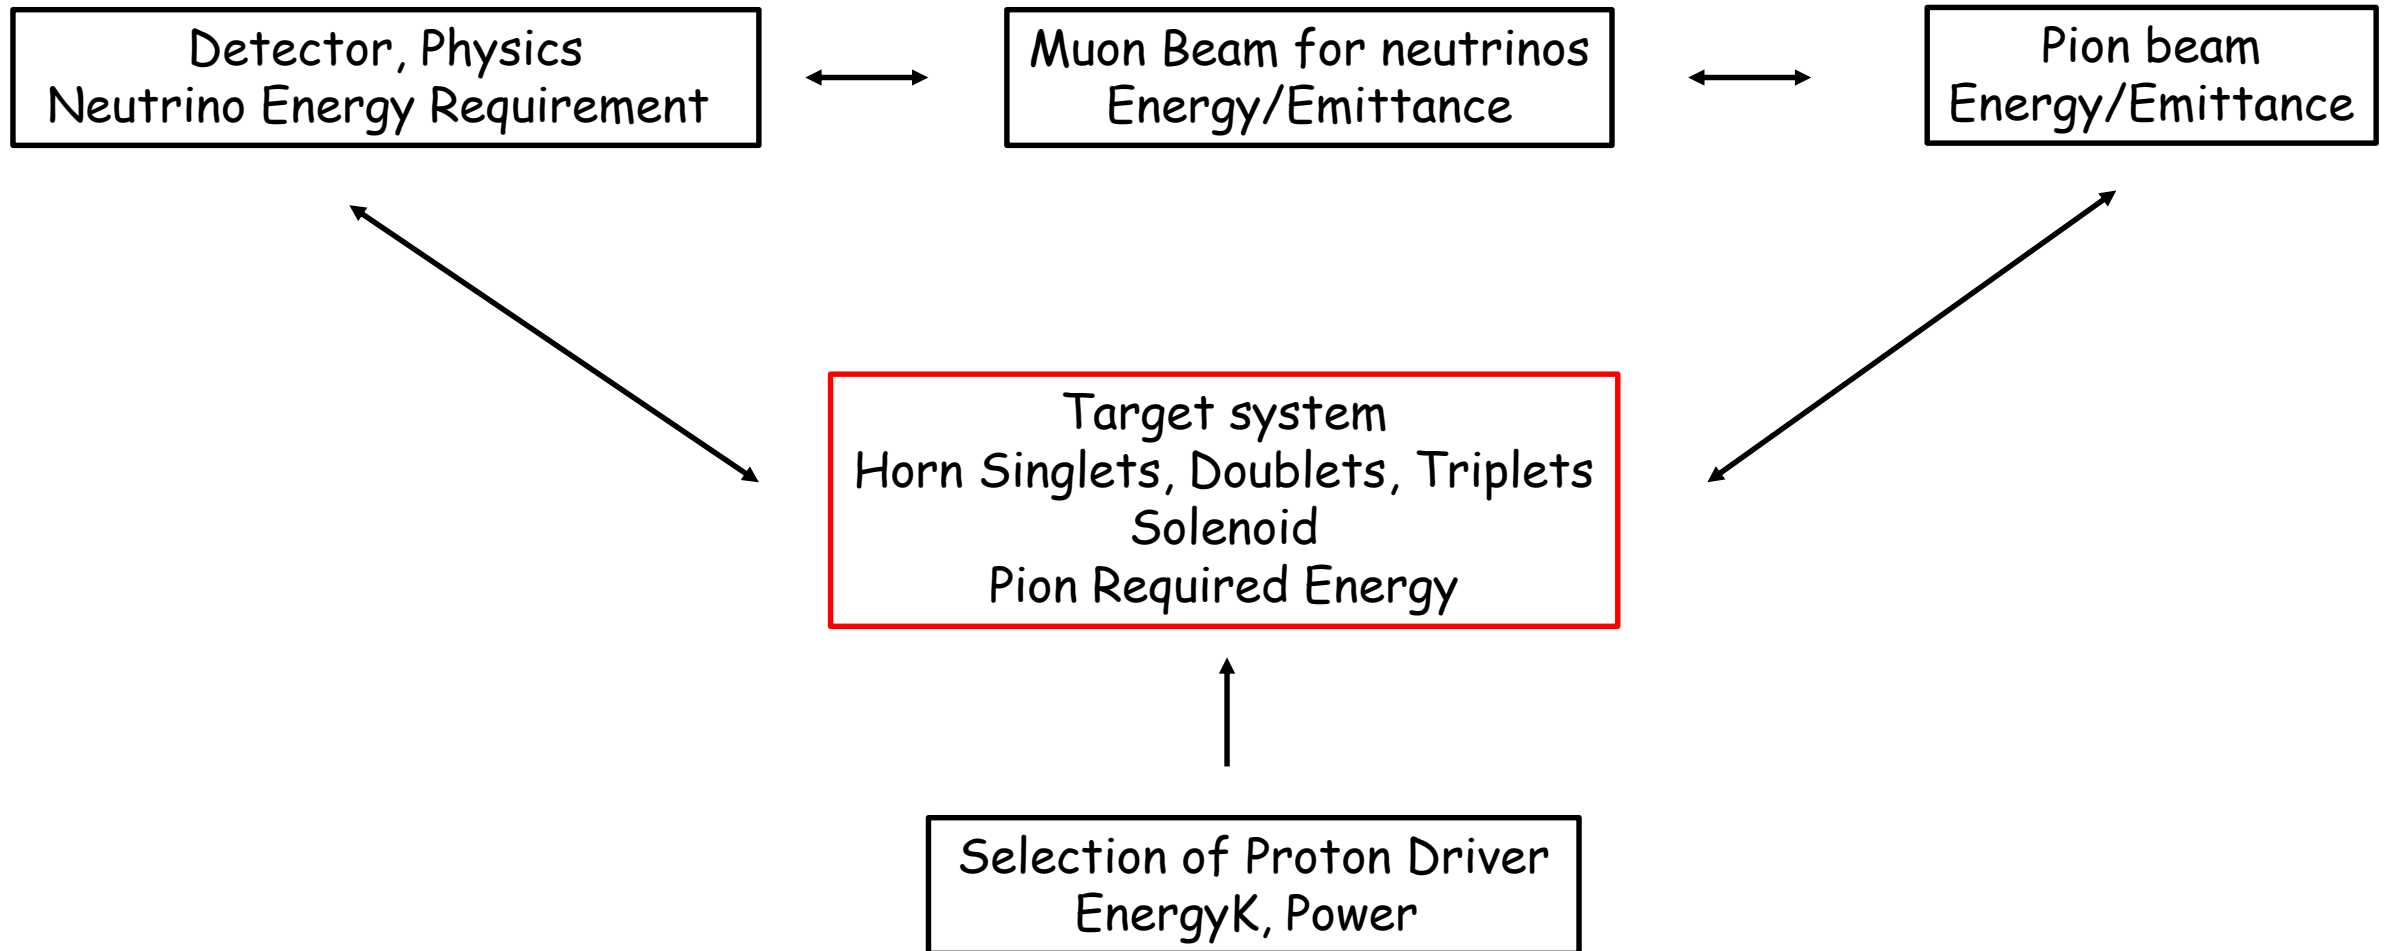 Detector, Physics
Neutrino Energy Requirement
Muon Beam for neutrinos
Energy/Emittance
Pion beam
Energy/Emittance
Target system
Horn Singlets, Doublets, Triplets
Solenoid
Pion Required Energy
Selection of Proton Driver
EnergyK, Power